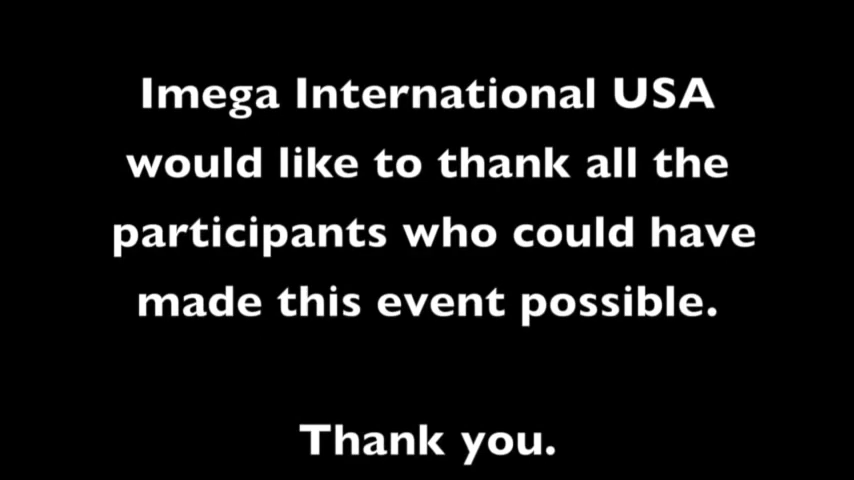 Imega International USA
would like to thank all the
participants who could have
made this event possible.
Thank you.